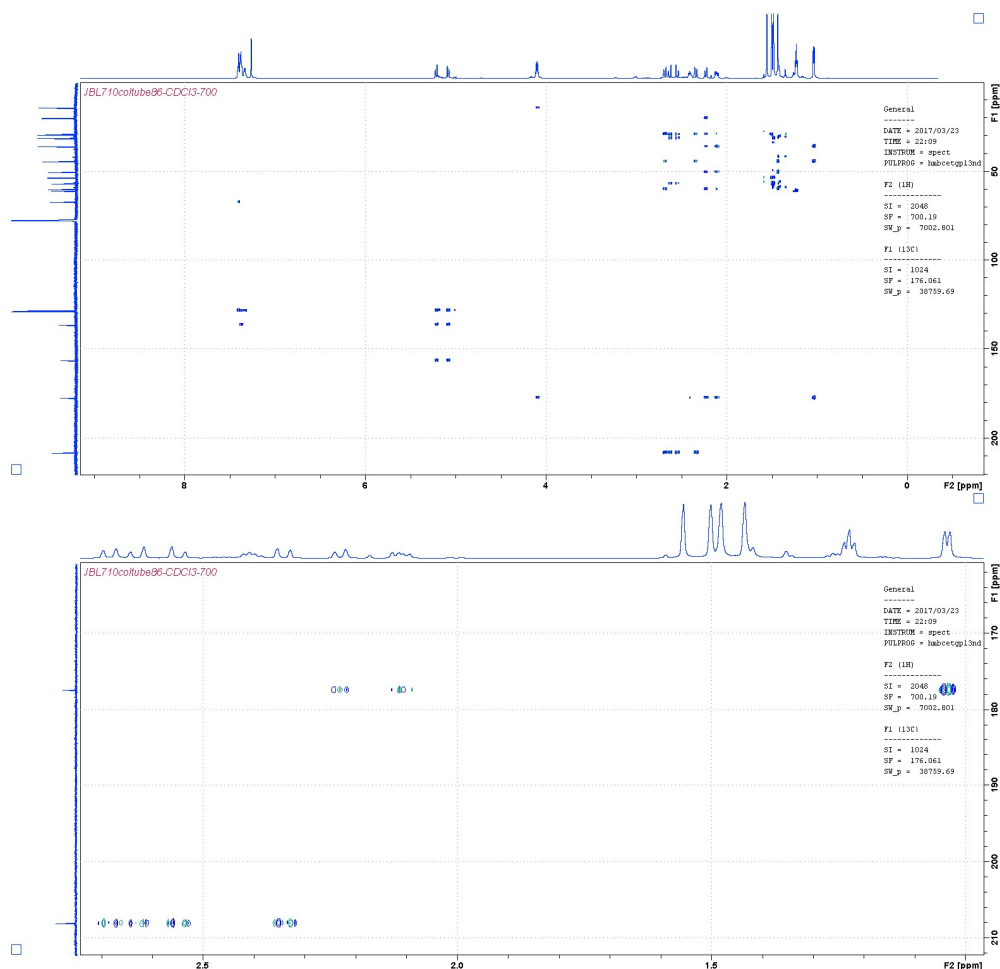 JBL710coltube86-CDCl3-700
F1 [ppm]
General
-------
DATE = 2017/03/23
TIME = 22:09
INSTRUM = spect
PULPROG = hmbcetgpl3nd
F2 (1H)
-------------
SI = 2048
SF = 700.19
SW_p = 7002.801
F1 (13C)
-------------
SI = 1024
SF = 176.061
SW_p = 38759.69
50
100
150
200
8 6 4 2 0 F2 [ppm]
JBL710coltube86-CDCl3-700
F1 [ppm]
General
-------
DATE = 2017/03/23
TIME = 22:09
INSTRUM = spect
PULPROG = hmbcetgpl3nd
F2 (1H)
-------------
SI = 2048
SF = 700.19
SW_p = 7002.801
F1 (13C)
-------------
SI = 1024
SF = 176.061
SW_p = 38759.69
170
180
190
200
210
2.5 2.0 1.5 F2 [ppm]